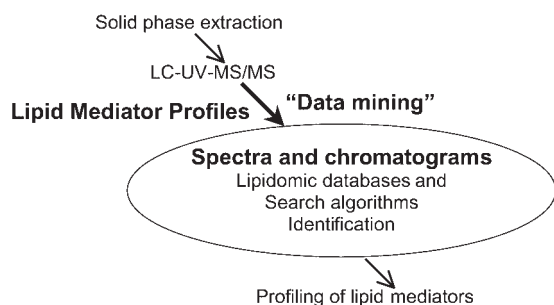 Solid phase extraction
LC-UV-MS/MS
Lipid Mediator Profiles
“Data mining”
Spectra and chromatograms
Lipidomic databases and
Search algorithms
Identification
Profiling of lipid mediators